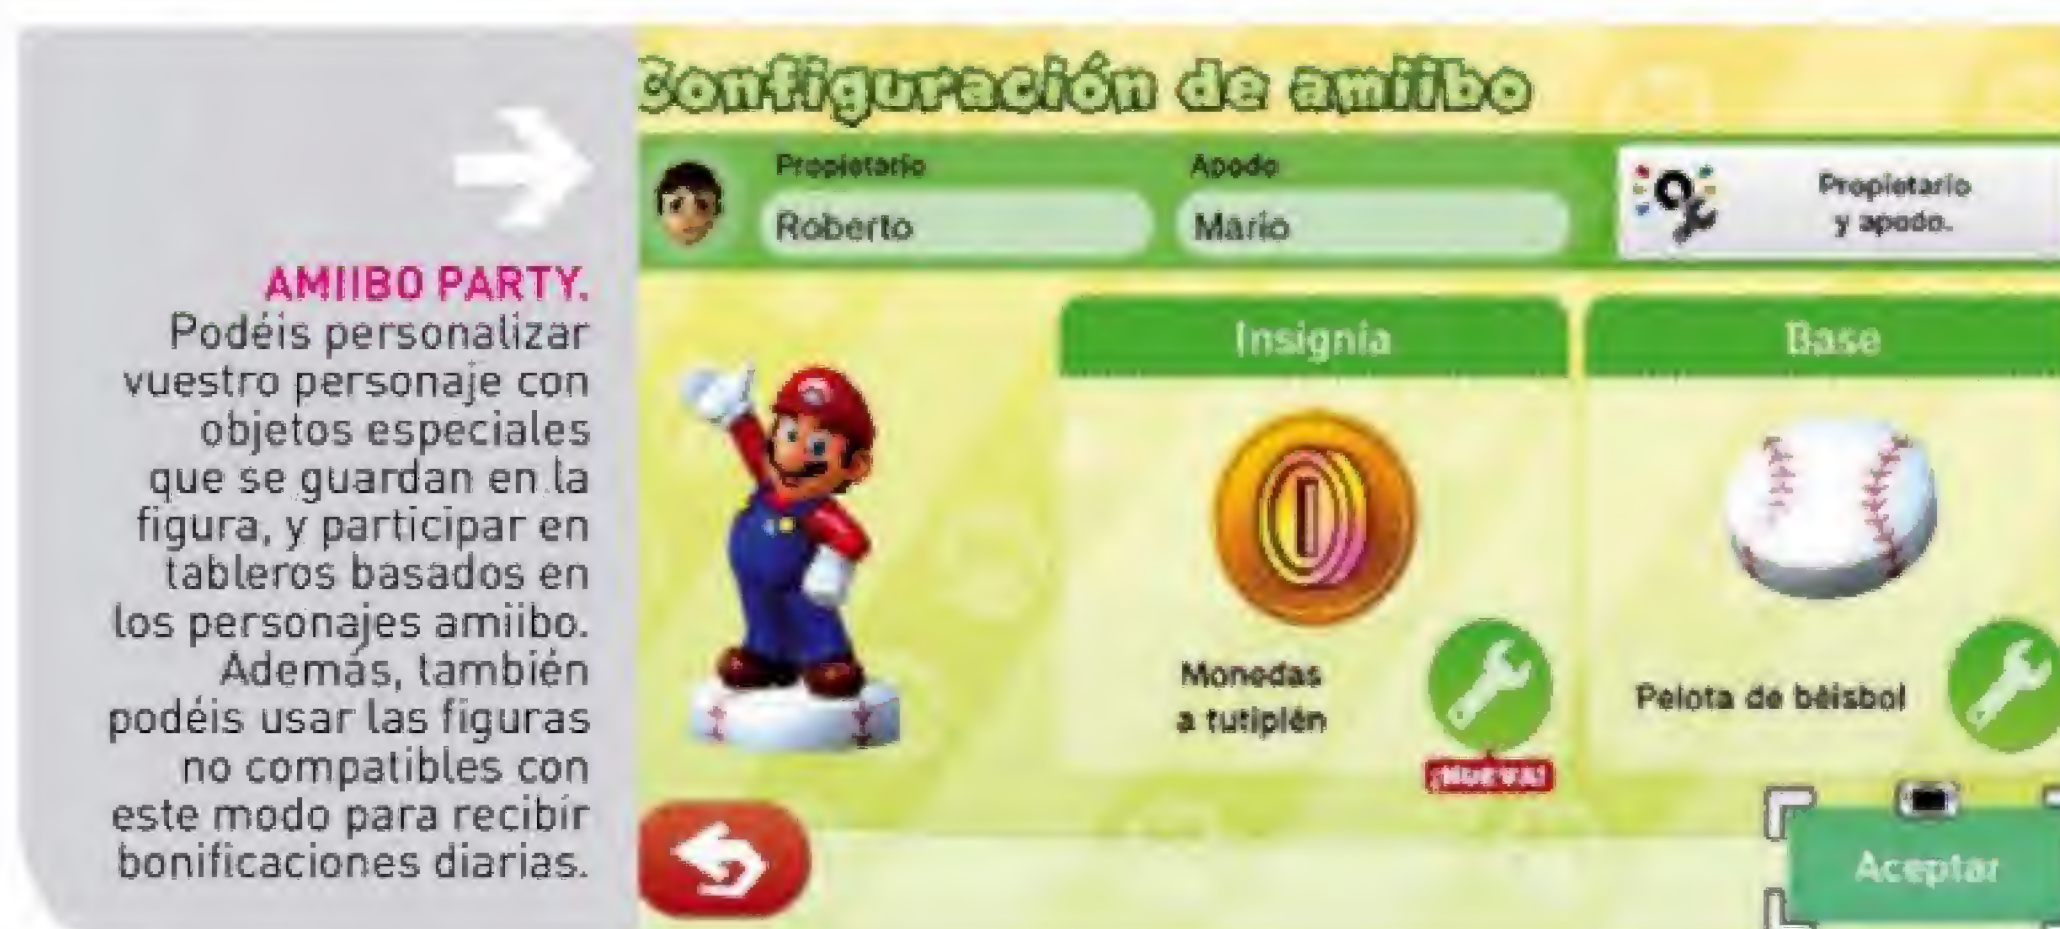 AMIIBO PARTY.
Podéis personalizar
vuestro personaje con
objetos especiales
que se guardan en la
figura, y participar en
tableros basados en
los personajes amiibo.
Además, también
podéis usar las figuras
no compatibles con
este modo para recibir
bonificaciones diarias.
Configuración de amiibo
Propietario
Apodo
Roberto
Mario
Propietario
y apodo.
Insignia
Base
Monedas
a tutiplén
¡NUEVA!
Pelota de béisbol
Aceptar